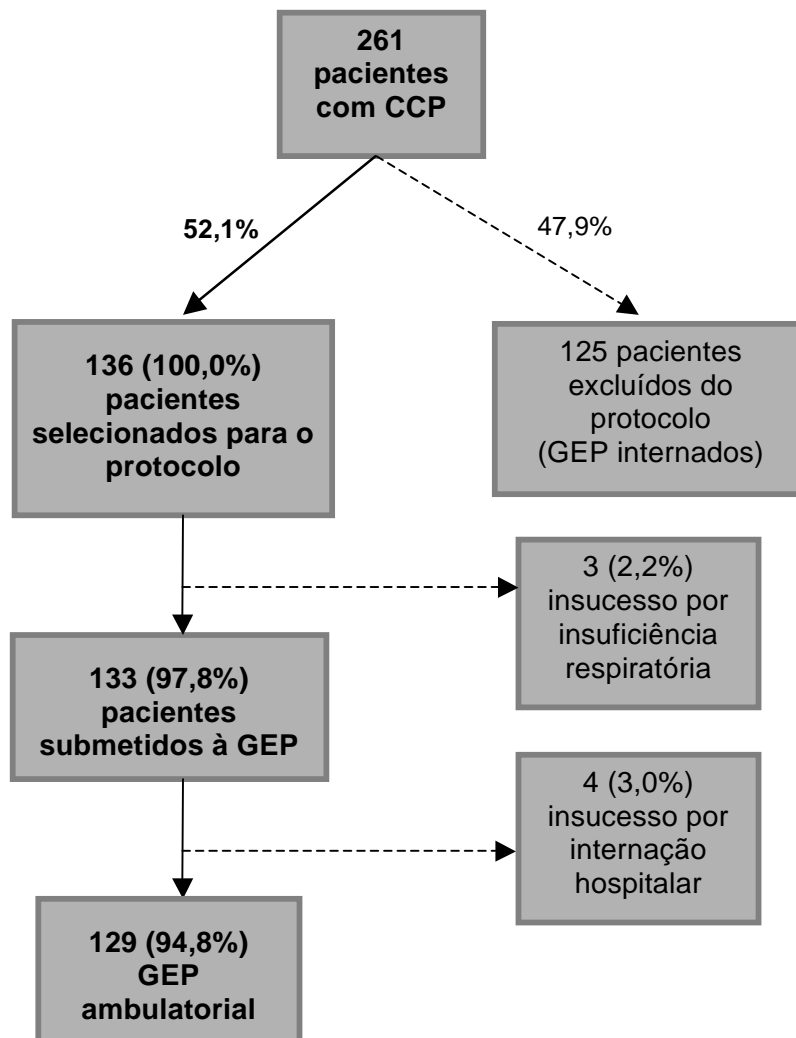 261
pacientes
com CCP
52,1%
47,9%
136 (100,0%)
pacientes
selecionados para o
protocolo
125 pacientes
excluídos do
protocolo
(GEP internados)
3 (2,2%)
insucesso por
insuficiência
respiratória
133 (97,8%)
pacientes
submetidos à GEP
4 (3,0%)
insucesso por
internação
hospitalar
129 (94,8%)
GEP
ambulatorial